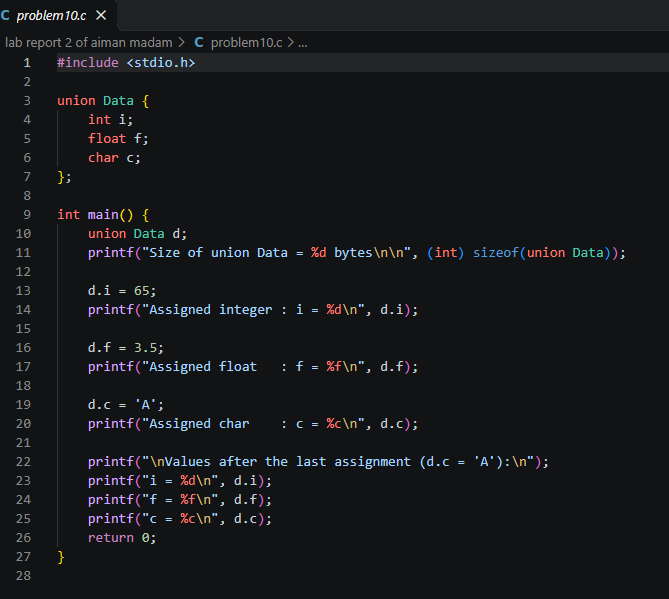 C problem10.c ×
lab report 2 of aiman madam > C problem10.c > ...
1 #include <stdio.h>
2
3 union Data {
4     int i;
5     float f;
6     char c;
7 };
8
9 int main() {
10     union Data d;
11     printf("Size of union Data = %d bytes\n\n", (int) sizeof(union Data));
12
13     d.i = 65;
14     printf("Assigned integer : i = %d\n", d.i);
15
16     d.f = 3.5;
17     printf("Assigned float   : f = %f\n", d.f);
18
19     d.c = 'A';
20     printf("Assigned char    : c = %c\n", d.c);
21
22     printf("\nValues after the last assignment (d.c = 'A'):\n");
23     printf("i = %d\n", d.i);
24     printf("f = %f\n", d.f);
25     printf("c = %c\n", d.c);
26     return 0;
27 }
28